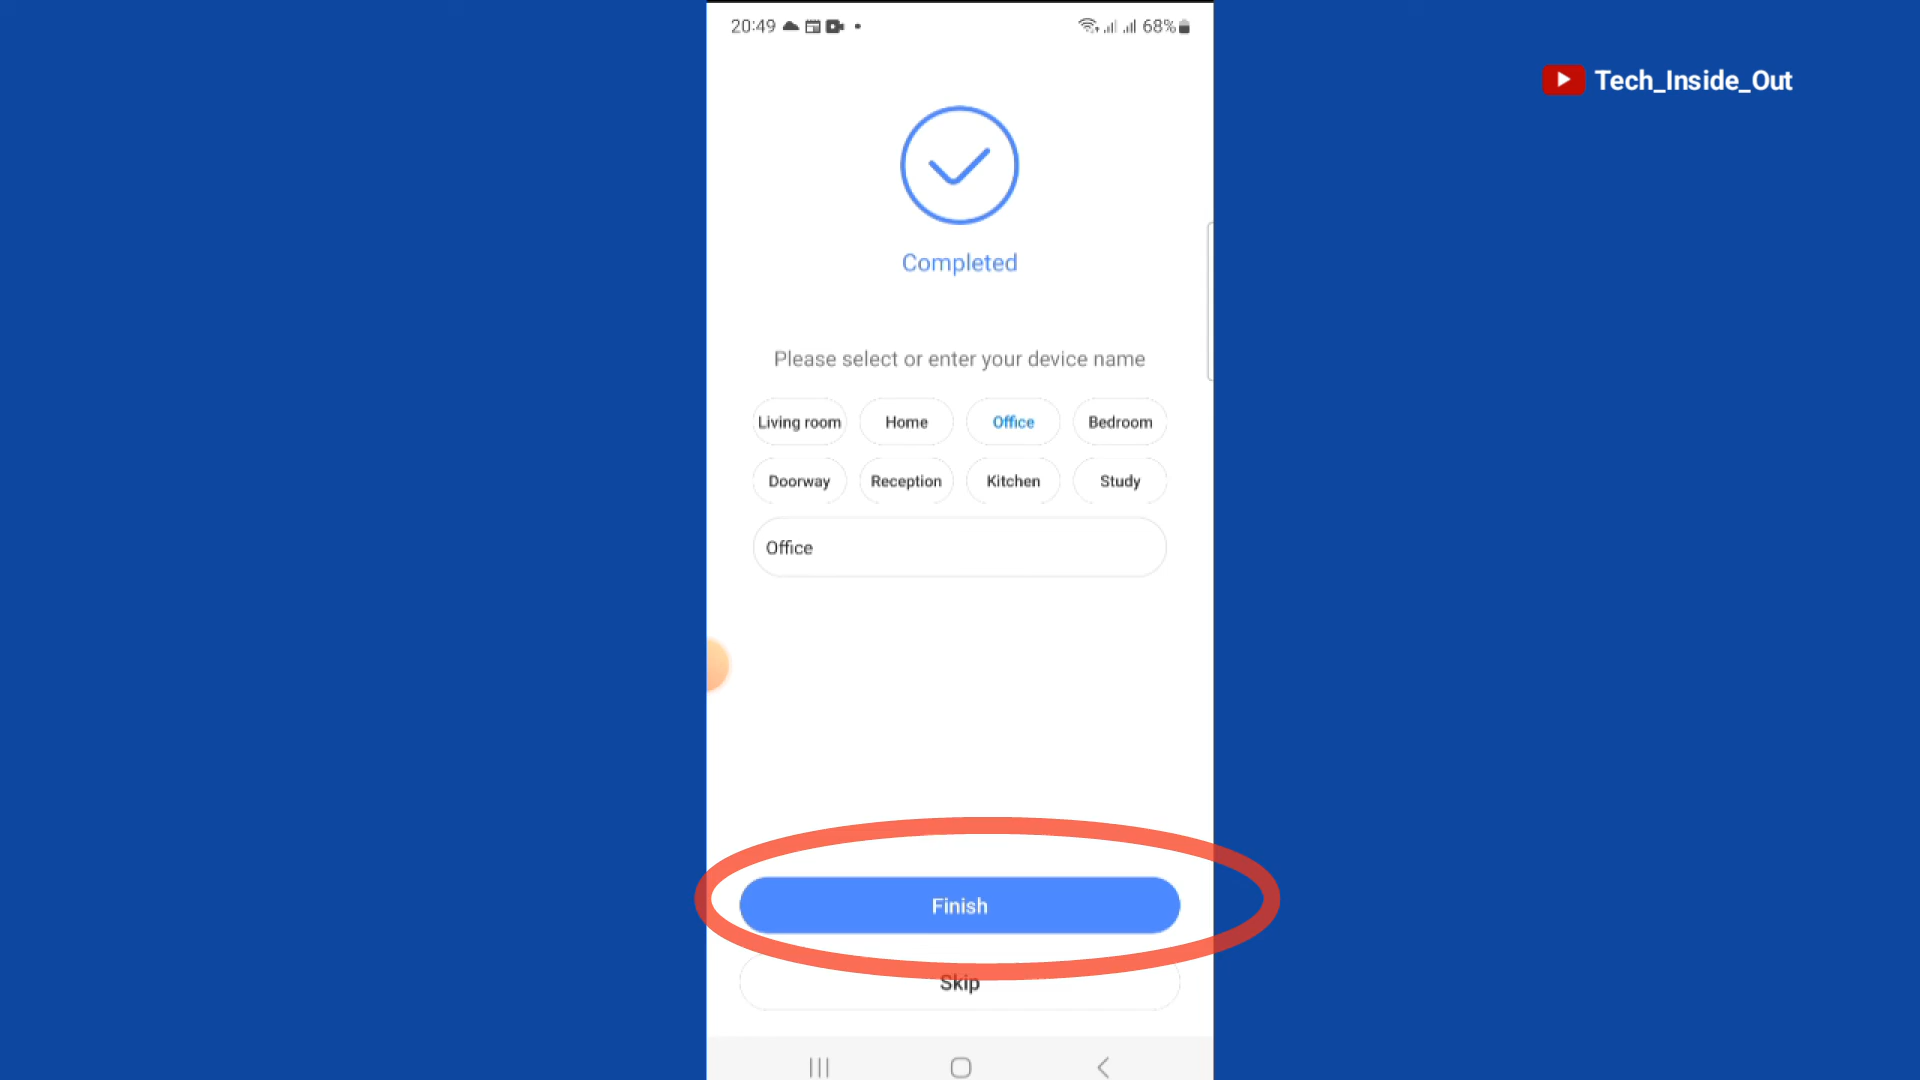 20:49
68%
Tech_Inside_Out
Completed
Please select or enter your device name
Living room Home Office Bedroom
Doorway Reception Kitchen Study
Office
Finish
Skip